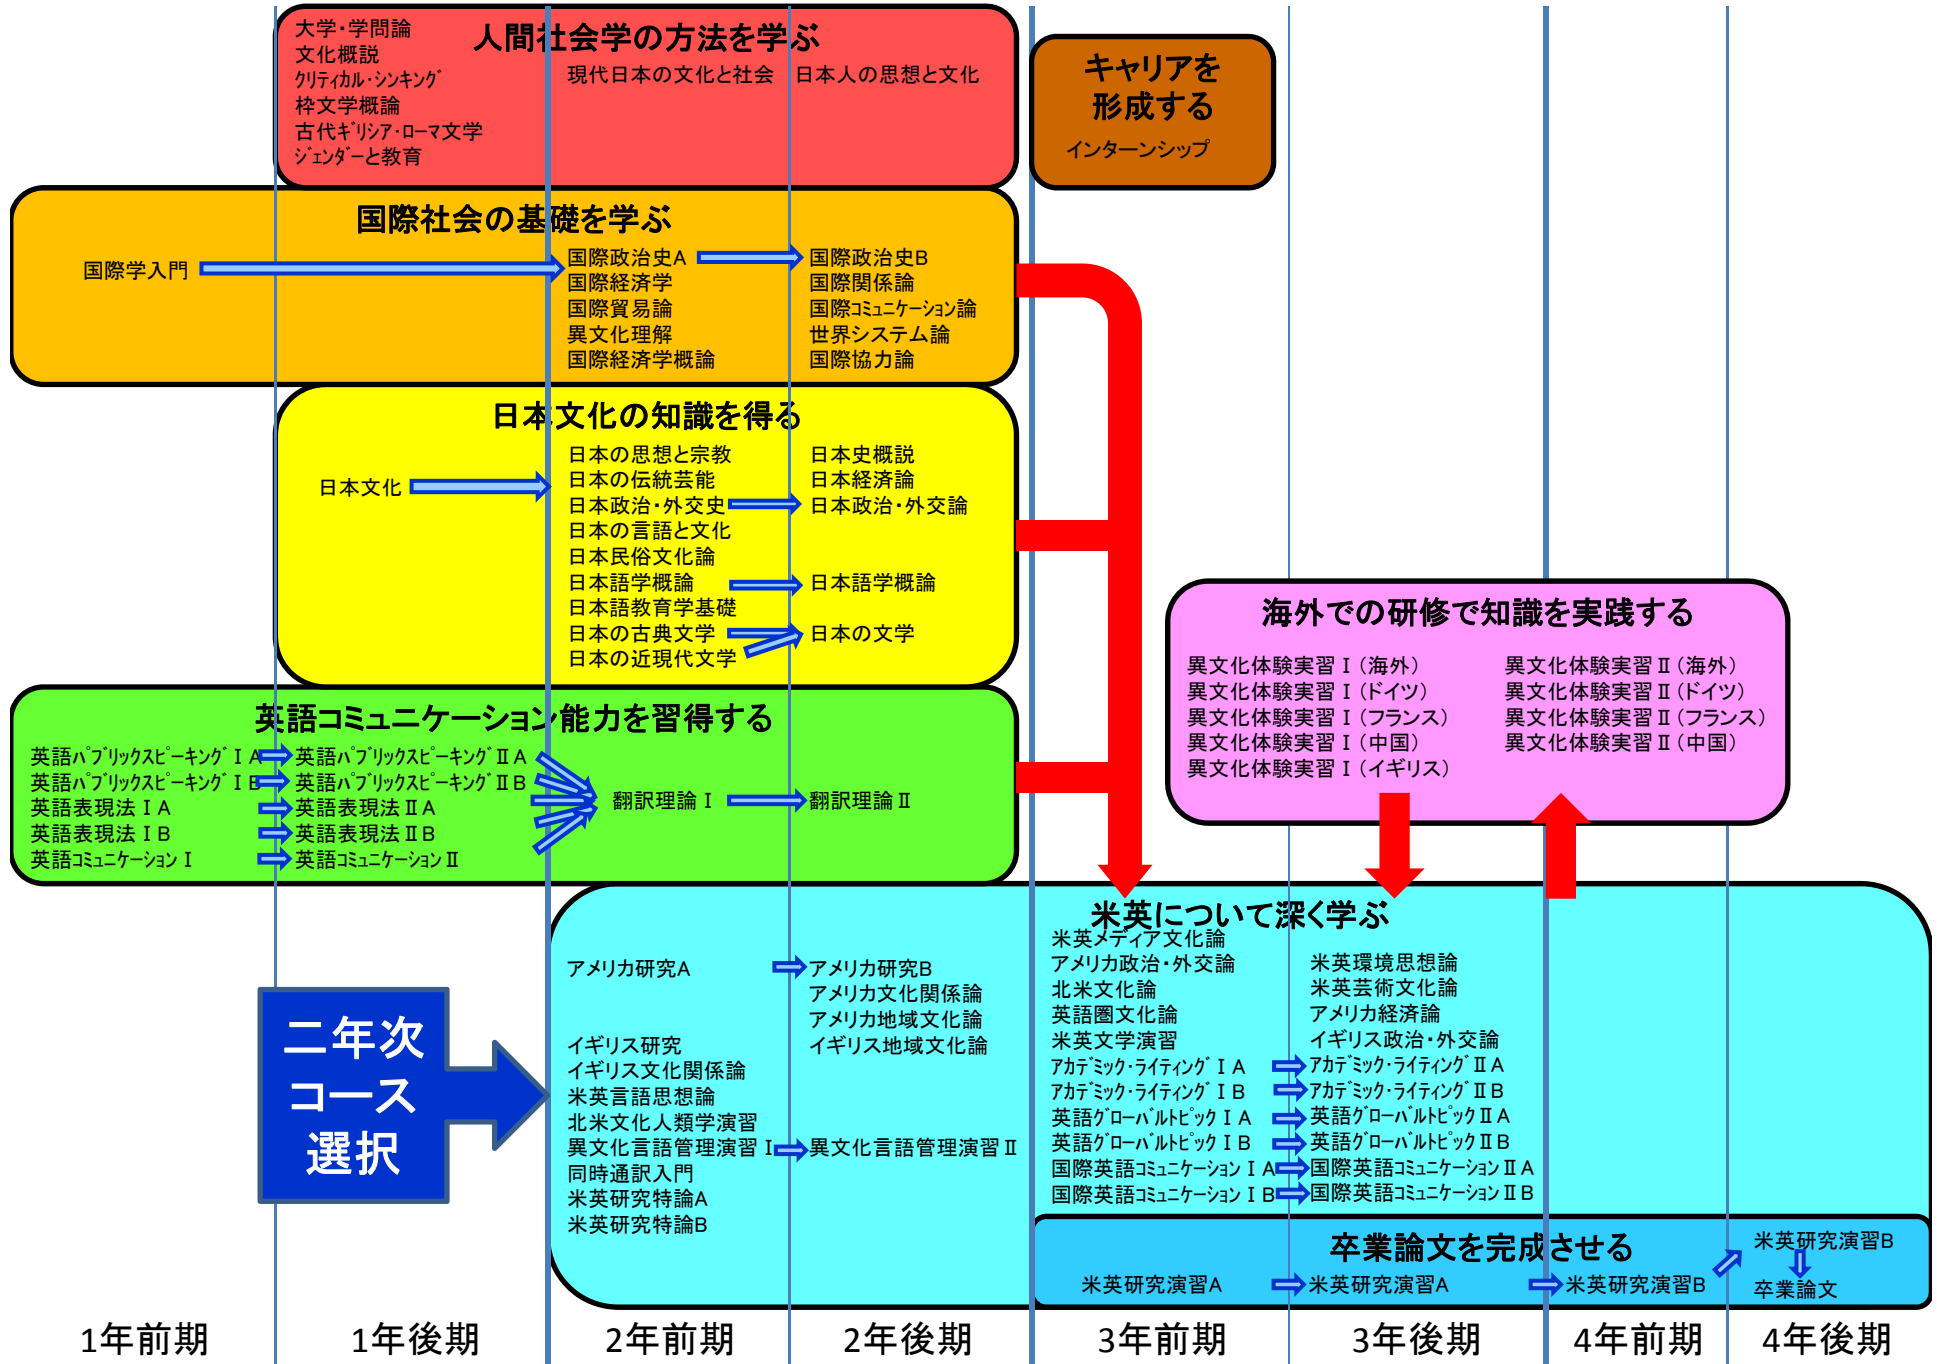 人間社会学の方法を学ぶ
大学・学問論
文化概説
クリティカル・シンキング
枠文学概論
古代ギリシア・ローマ文学
ジェンダーと教育
現代日本の文化と社会
日本人の思想と文化
キャリアを
形成する
インターンシップ
国際社会の基礎を学ぶ
国際学入門
国際政治史A
国際経済学
国際貿易論
異文化理解
国際経済学概論
国際政治史B
国際関係論
国際コミュニケーション論
世界システム論
国際協力論
日本文化の知識を得る
日本文化
日本の思想と宗教
日本の伝統芸能
日本政治・外交史
日本の言語と文化
日本民俗文化論
日本語学概論
日本語教育学基礎
日本の古典文学
日本の近現代文学
日本史概説
日本経済論
日本政治・外交論
日本語学概論
日本の文学
海外での研修で知識を実践する
異文化体験実習Ⅰ（海外）
異文化体験実習Ⅰ（ドイツ）
異文化体験実習Ⅰ（フランス）
異文化体験実習Ⅰ（中国）
異文化体験実習Ⅰ（イギリス）
異文化体験実習Ⅱ（海外）
異文化体験実習Ⅱ（ドイツ）
異文化体験実習Ⅱ（フランス）
異文化体験実習Ⅱ（中国）
英語コミュニケーション能力を習得する
英語パブリックスピーキングⅠA
英語パブリックスピーキングⅠB
英語表現法ⅠA
英語表現法ⅠB
英語コミュニケーションⅠ
英語パブリックスピーキングⅡA
英語パブリックスピーキングⅡB
英語表現法ⅡA
英語表現法ⅡB
英語コミュニケーションⅡ
翻訳理論Ⅰ
翻訳理論Ⅱ
米英について深く学ぶ
二年次
コース
選択
アメリカ研究A
イギリス研究
イギリス文化関係論
米英言語思想論
北米文化人類学演習
異文化言語管理演習Ⅰ
同時通訳入門
米英研究特論A
米英研究特論B
アメリカ研究B
アメリカ文化関係論
アメリカ地域文化論
イギリス地域文化論
異文化言語管理演習Ⅱ
米英メディア文化論
アメリカ政治・外交論
北米文化論
英語圏文化論
米英文学演習
アカデミック・ライティングⅠA
アカデミック・ライティングⅠB
英語グローバルトピックⅠA
英語グローバルトピックⅠB
国際英語コミュニケーションⅠA
国際英語コミュニケーションⅠB
米英環境思想論
米英芸術文化論
アメリカ経済論
イギリス政治・外交論
アカデミック・ライティングⅡA
アカデミック・ライティングⅡB
英語グローバルトピックⅡA
英語グローバルトピックⅡB
国際英語コミュニケーションⅡA
国際英語コミュニケーションⅡB
卒業論文を完成させる
米英研究演習A
米英研究演習A
米英研究演習B
米英研究演習B
卒業論文
1年前期
1年後期
2年前期
2年後期
3年前期
3年後期
4年前期
4年後期